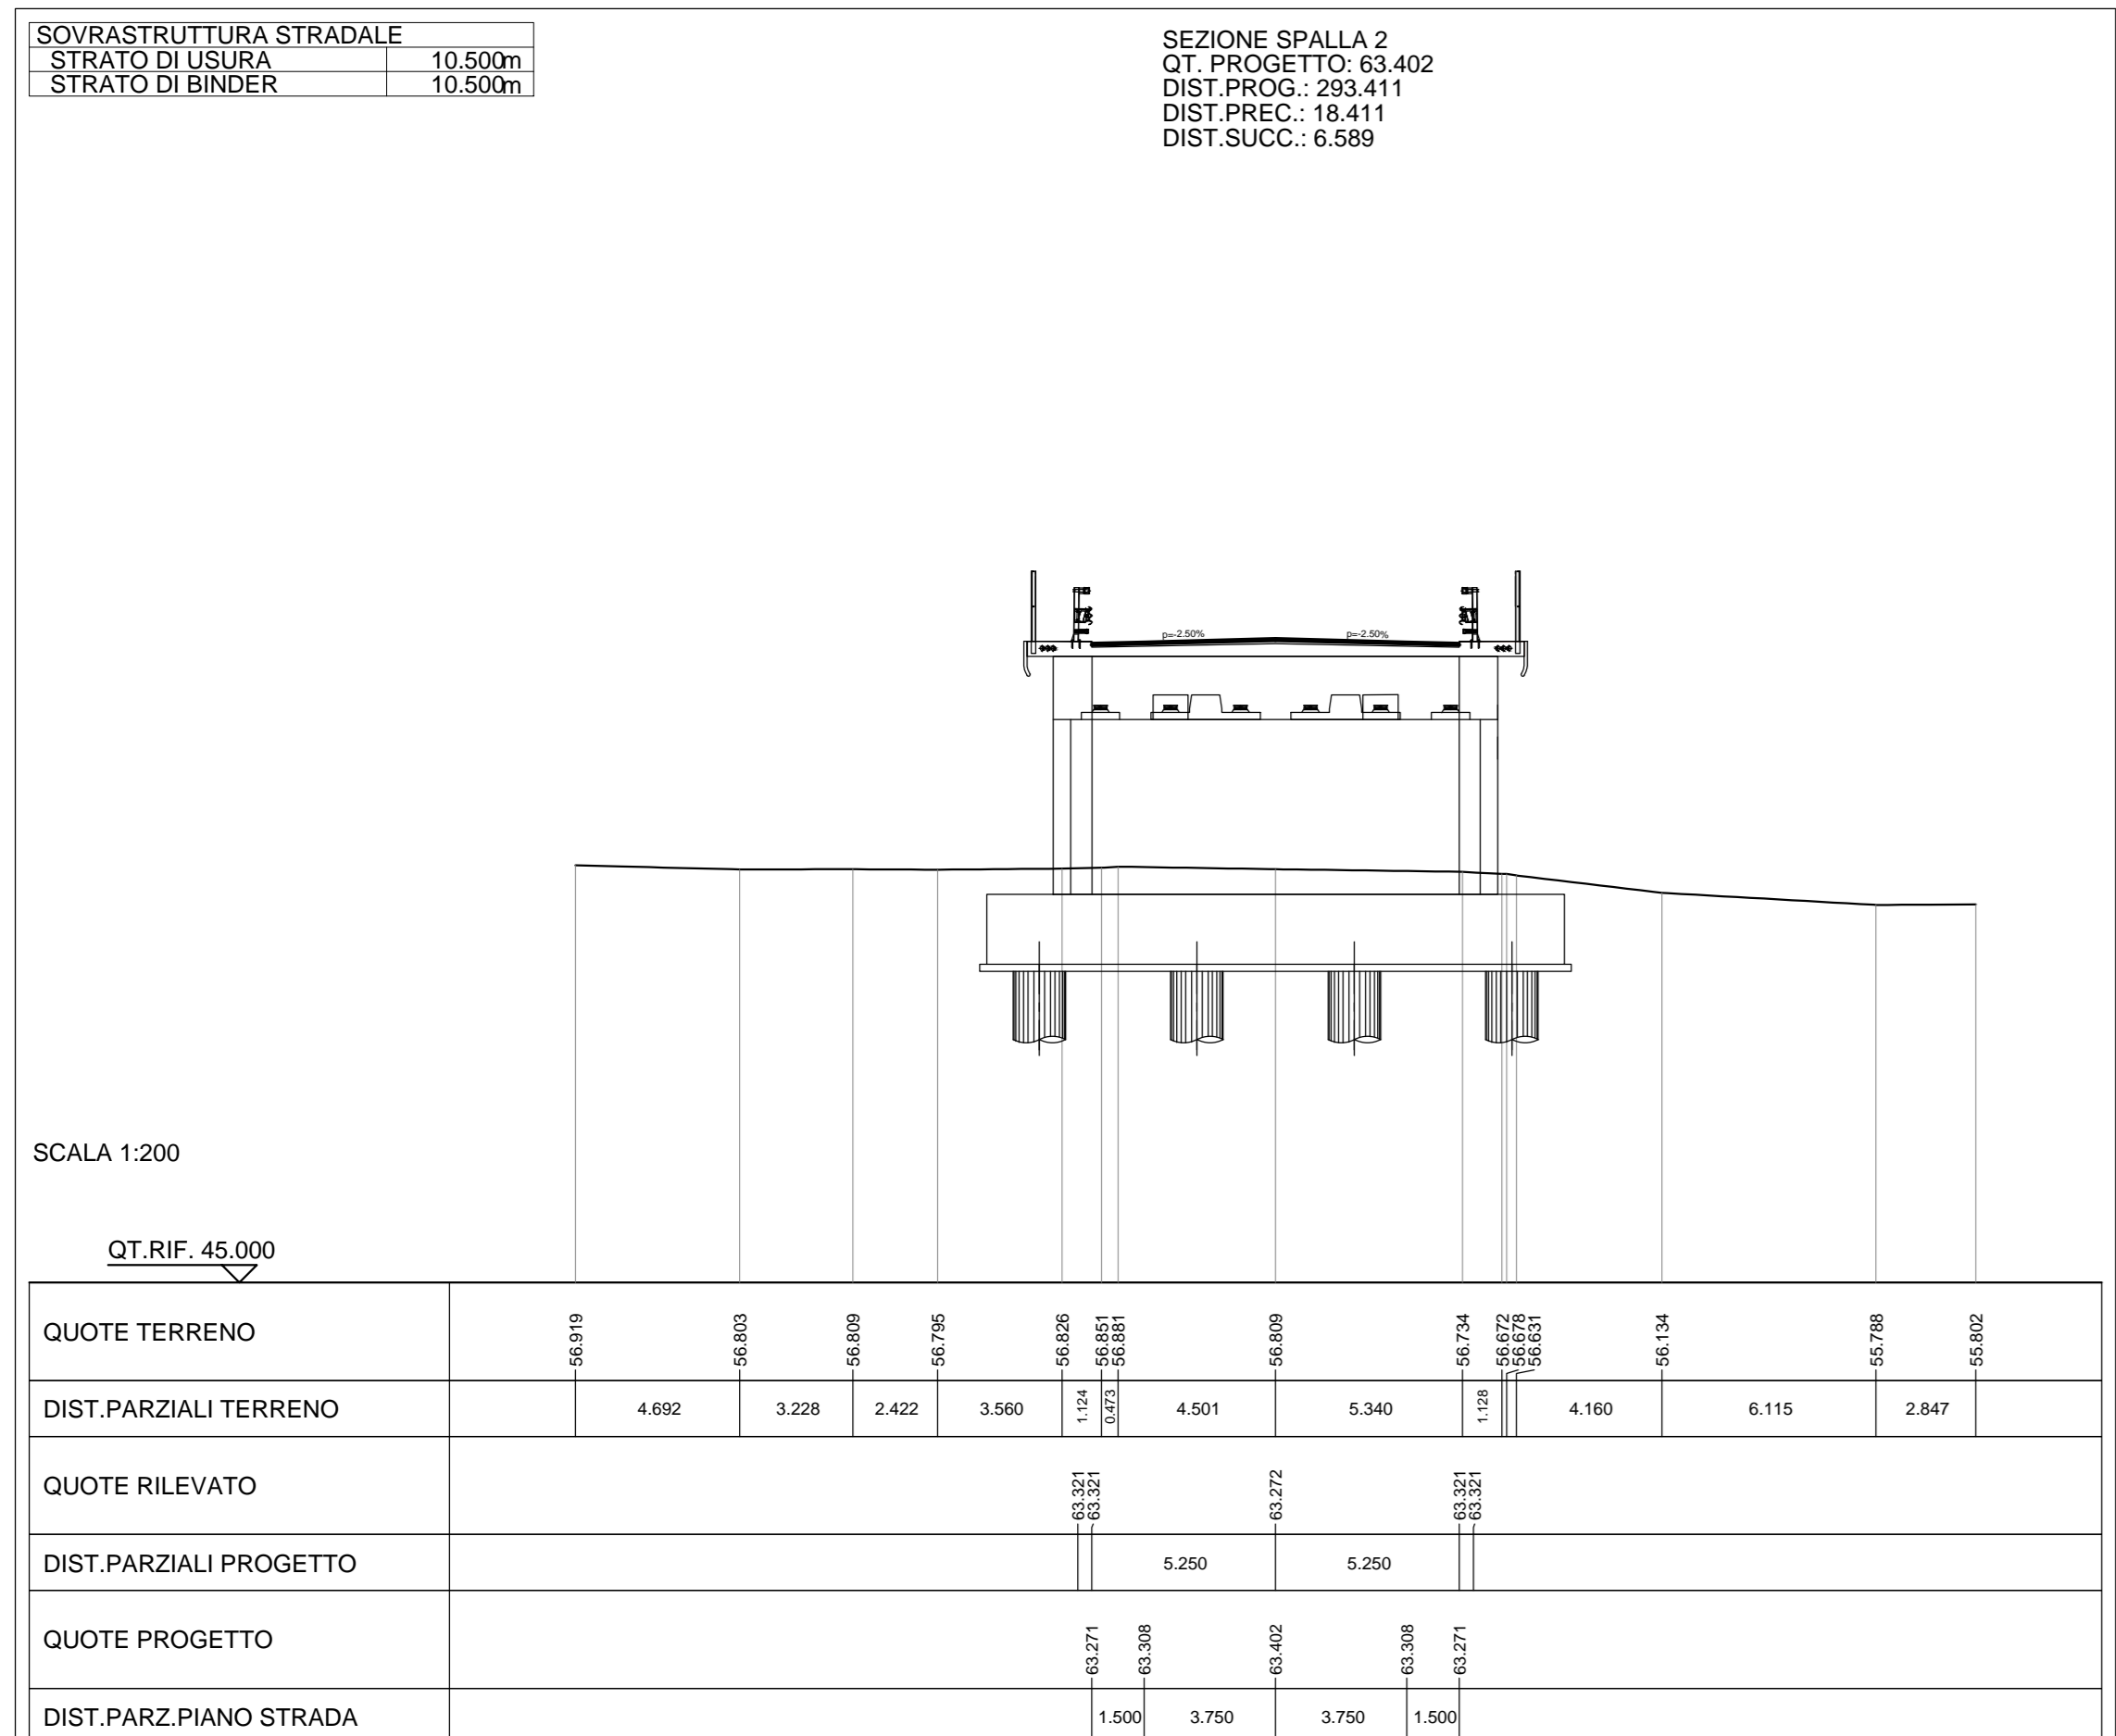 SOVRASTRUTTURA STRADALE
STRATO DI USURA 10.500m
STRATO DI BINDER 10.500m
SEZIONE SPALLA 2
QT. PROGETTO: 63.402
DIST.PROG.: 293.411
DIST.PREC.: 18.411
DIST.SUCC.: 6.589
p=-2.50% p=-2.50%
SCALA 1:200
QT.RIF. 45.000
QUOTE TERRENO 56.919 56.803 56.809 56.795 56.826 56.851 56.881 56.809 56.734 56.672 56.678 56.631 56.134 55.788 55.802
DIST.PARZIALI TERRENO 4.692 3.228 2.422 3.560 1.124 0.473 4.501 5.340 1.128 4.160 6.115 2.847
QUOTE RILEVATO 63.321 63.321 63.272 63.321 63.321
DIST.PARZIALI PROGETTO 5.250 5.250
QUOTE PROGETTO 63.271 63.308 63.402 63.308 63.271
DIST.PARZ.PIANO STRADA 1.500 3.750 3.750 1.500